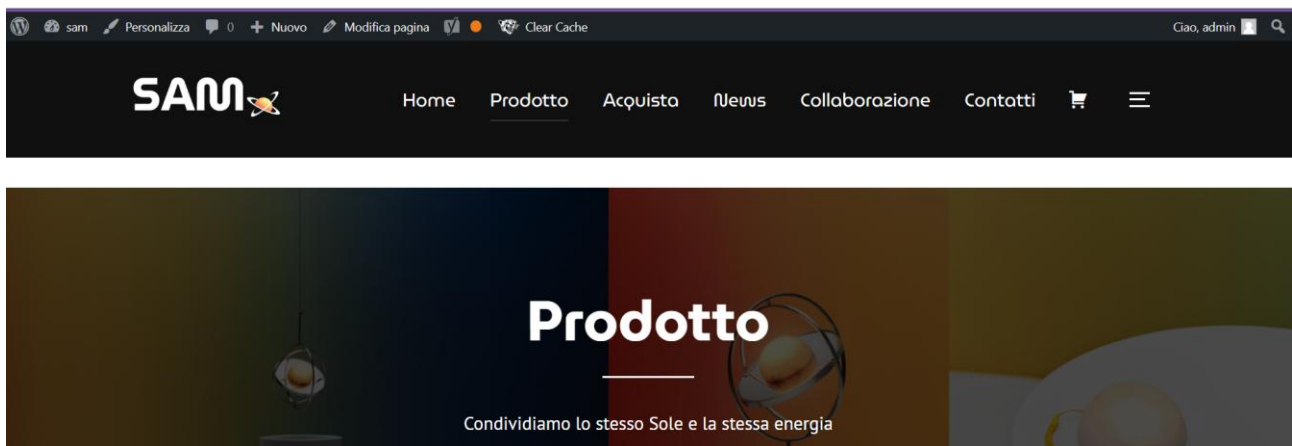 sam Personalizza 0 Nuovo Modifica pagina Clear Cache Ciao, admin
SAM Home Prodotto Acquista News Collaborazione Contatti
Prodotto
Condividiamo lo stesso Sole e la stessa energia